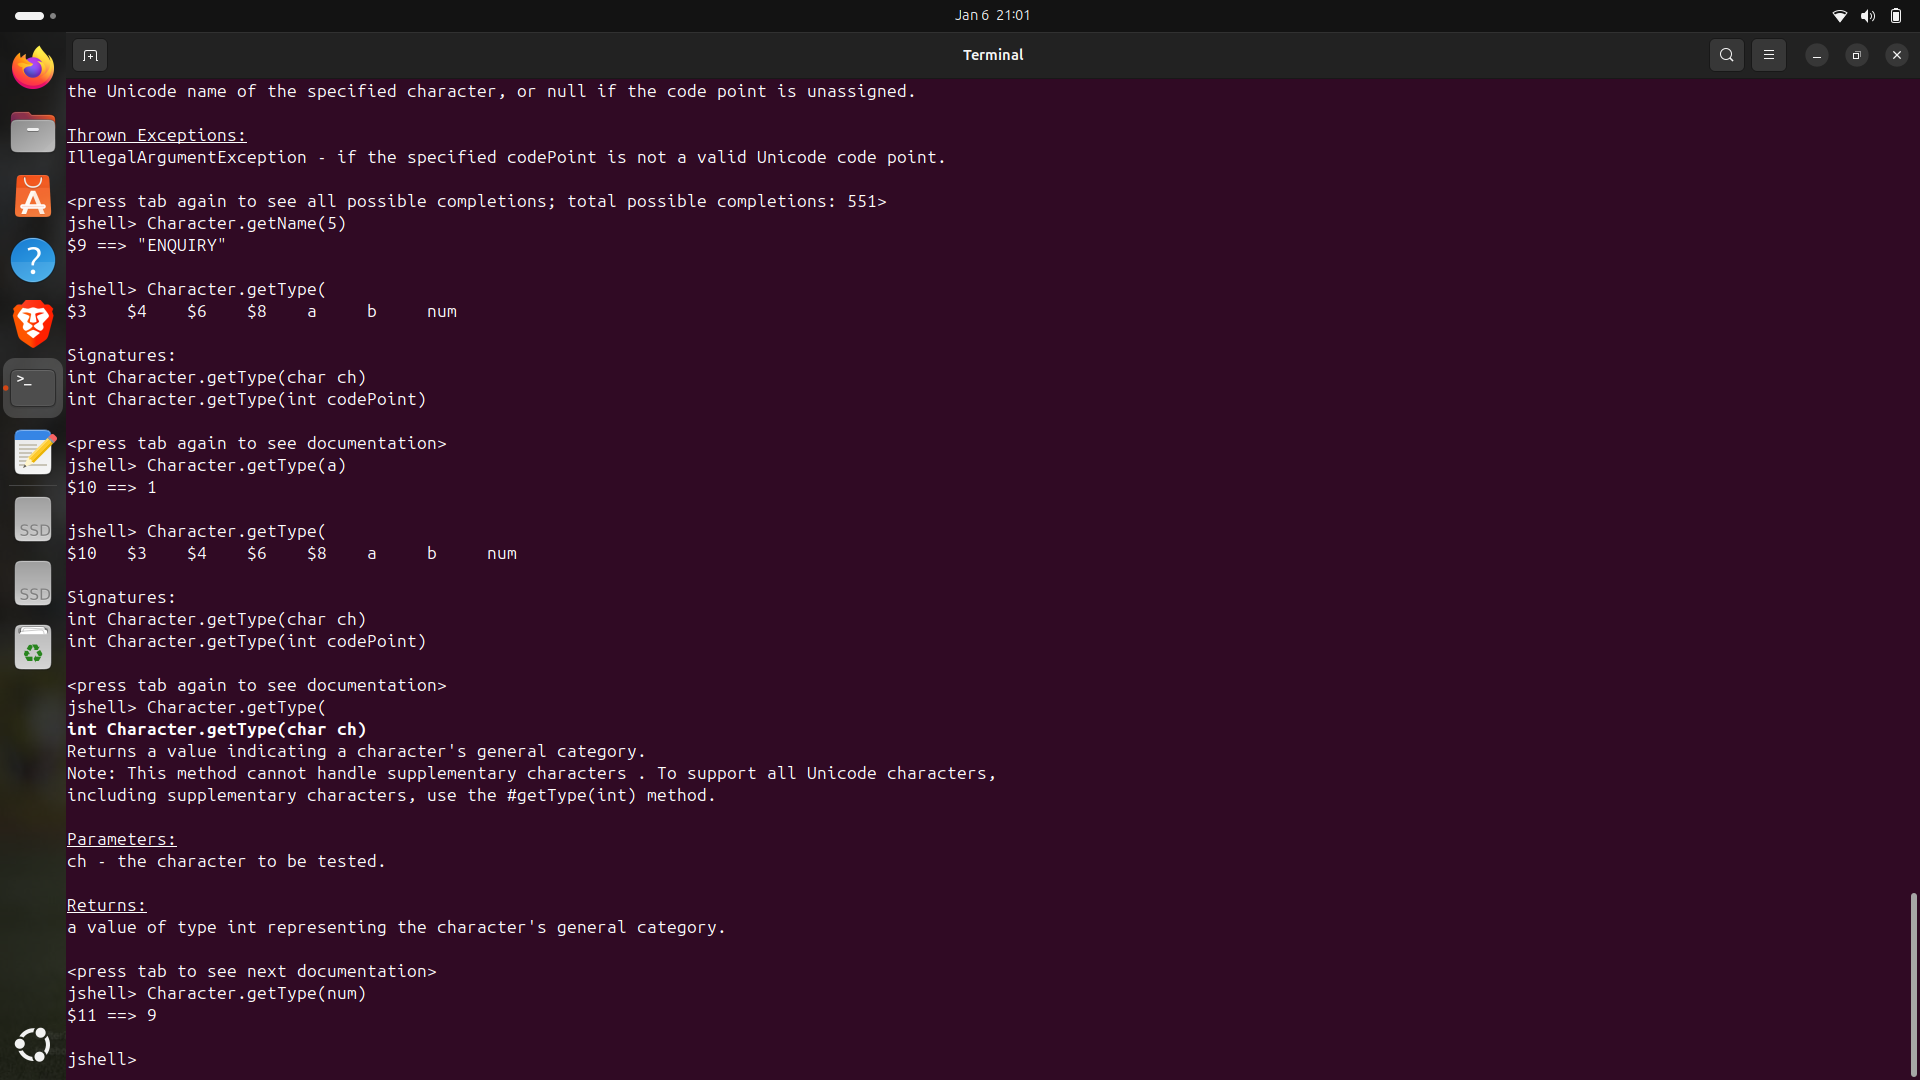 Jan 6 21:01
Terminal
the Unicode name of the specified character, or null if the code point is unassigned.
Thrown Exceptions:
IllegalArgumentException - if the specified codePoint is not a valid Unicode code point.
<press tab again to see all possible completions; total possible completions: 551>
jshell> Character.getName(5)
$9 ==> "ENQUIRY"
jshell> Character.getType(
$3 $4 $6 $8 a b num
Signatures:
int Character.getType(char ch)
int Character.getType(int codePoint)
<press tab again to see documentation>
jshell> Character.getType(a)
$10 ==> 1
jshell> Character.getType(
$10 $3 $4 $6 $8 a b num
Signatures:
int Character.getType(char ch)
int Character.getType(int codePoint)
<press tab again to see documentation>
jshell> Character.getType(
int Character.getType(char ch)
Returns a value indicating a character's general category.
Note: This method cannot handle supplementary characters . To support all Unicode characters,
including supplementary characters, use the #getType(int) method.
Parameters:
ch - the character to be tested.
Returns:
a value of type int representing the character's general category.
<press tab to see next documentation>
jshell> Character.getType(num)
$11 ==> 9
jshell>
SSD
SSD